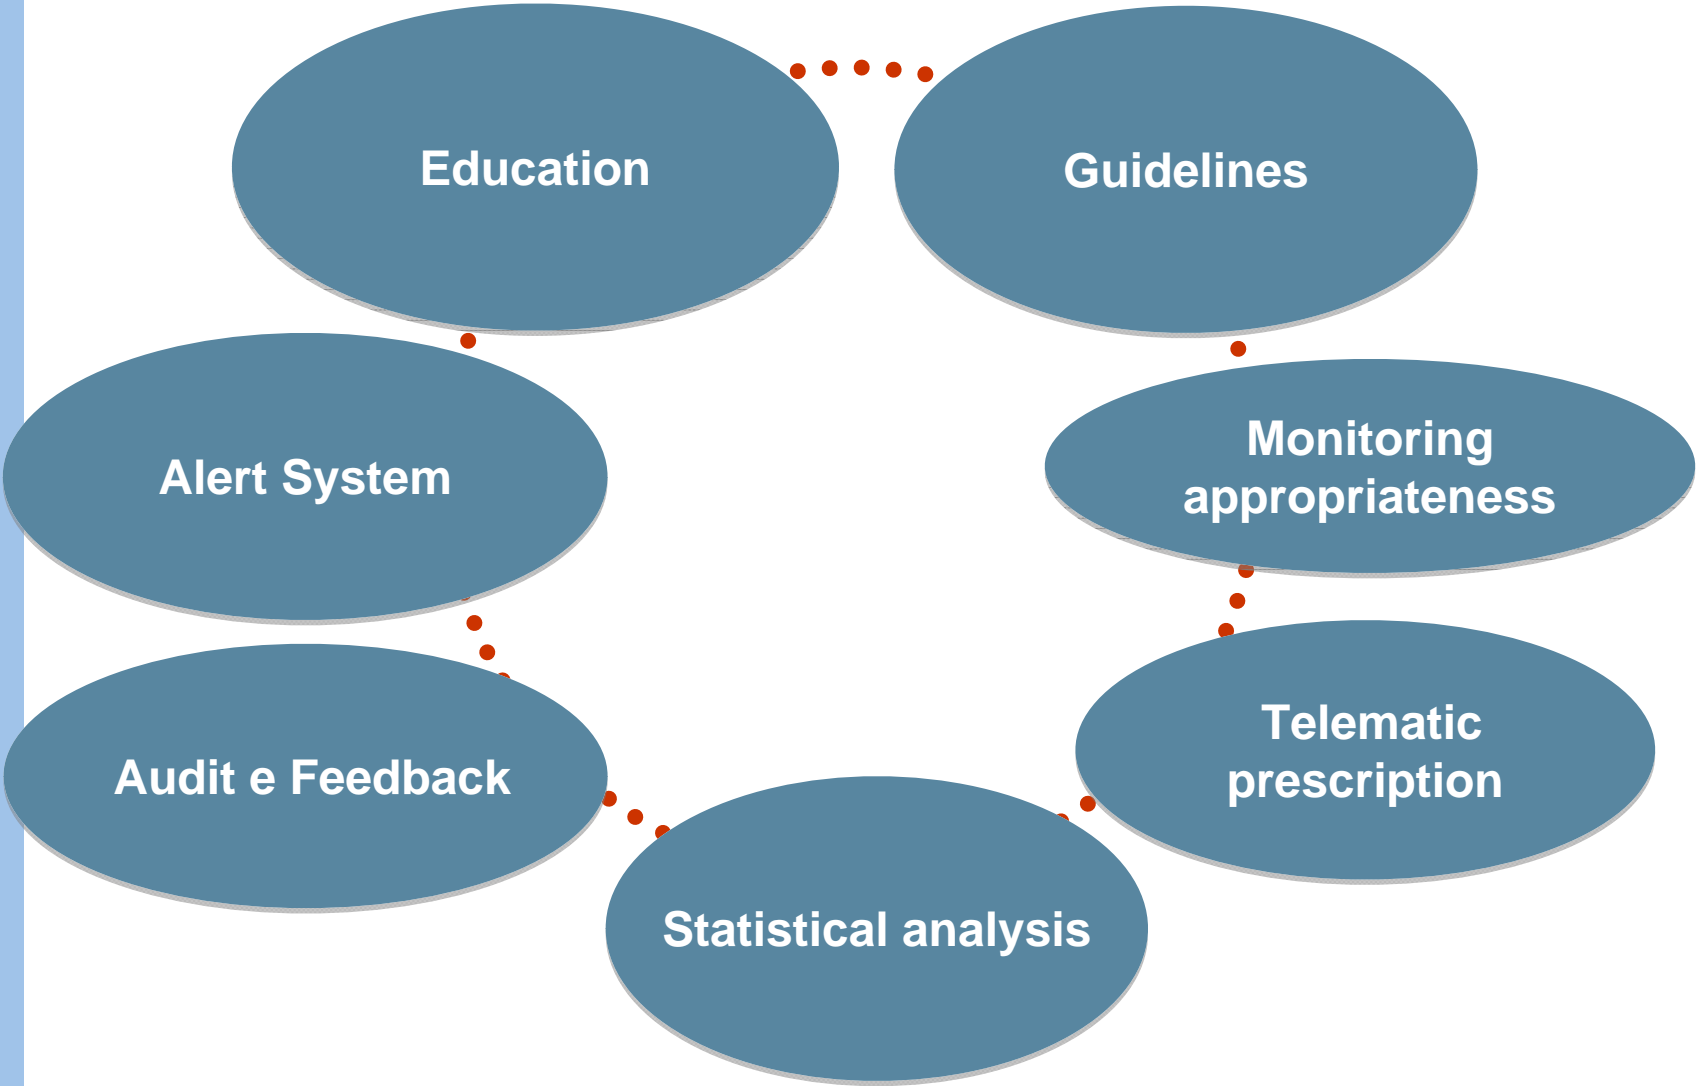 Education
Guidelines
Alert System
Monitoring
appropriateness
Telematic
prescription
Audit e Feedback
Statistical analysis